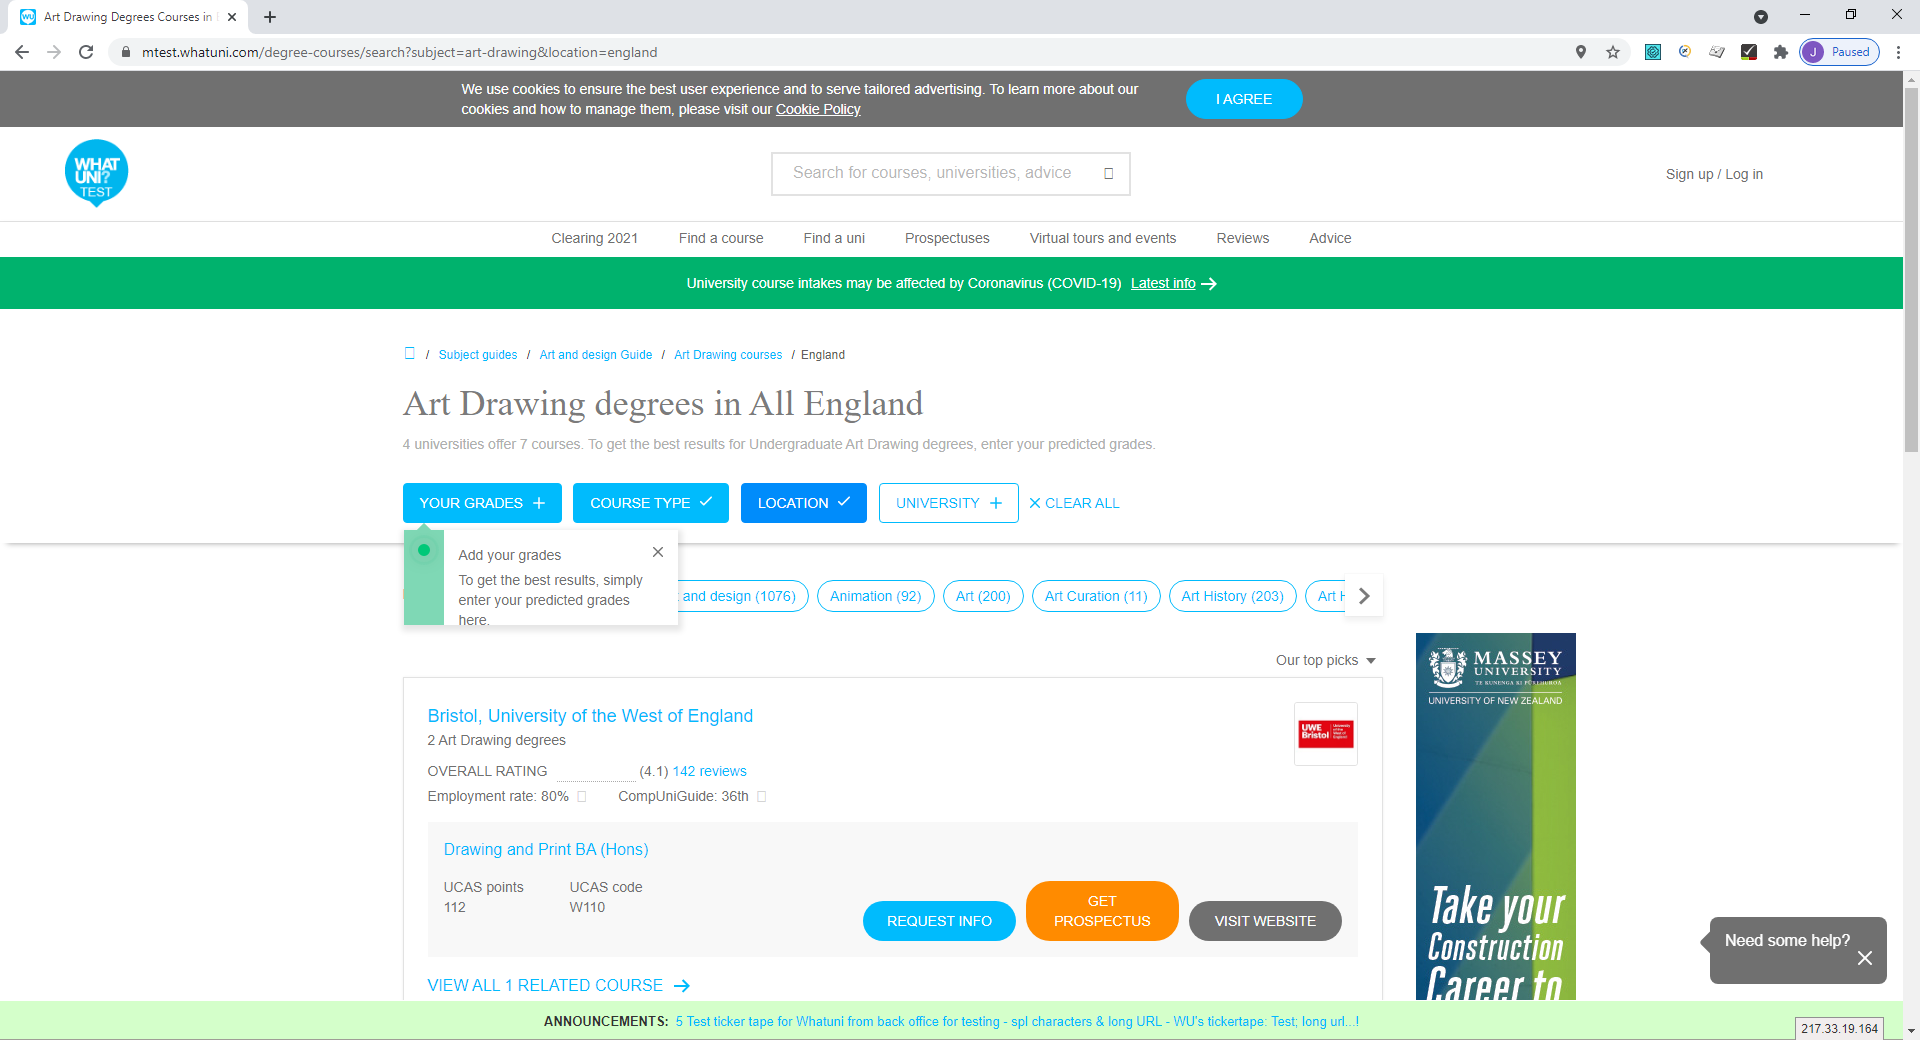 Art Drawing Degrees Courses in
mtest.whatuni.com/degree-courses/search?subject=art-drawing&location=england
J Paused
We use cookies to ensure the best user experience and to serve tailored advertising. To learn more about our
cookies and how to manage them, please visit our Cookie Policy
I AGREE
WHAT
UNI?
TEST
Search for courses, universities, advice
Sign up / Log in
Clearing 2021 Find a course Find a uni Prospectuses Virtual tours and events Reviews Advice
University course intakes may be affected by Coronavirus (COVID-19) Latest info
/ Subject guides / Art and design Guide / Art Drawing courses / England
Art Drawing degrees in All England
4 universities offer 7 courses. To get the best results for Undergraduate Art Drawing degrees, enter your predicted grades.
YOUR GRADES COURSE TYPE LOCATION UNIVERSITY CLEAR ALL
Add your grades
To get the best results, simply
enter your predicted grades
here.
and design (1076) Animation (92) Art (200) Art Curation (11) Art History (203) Art H
Our top picks
Bristol, University of the West of England
2 Art Drawing degrees
OVERALL RATING (4.1) 142 reviews
Employment rate: 80% CompUniGuide: 36th
UWE
Bristol
University
of the
West of
England
Drawing and Print BA (Hons)
UCAS points UCAS code
112 W110
REQUEST INFO
GET
PROSPECTUS
VISIT WEBSITE
VIEW ALL 1 RELATED COURSE
MASSEY
UNIVERSITY
TE KUNENGA KI PŪREHUROA
UNIVERSITY OF NEW ZEALAND
Take your
Construction
Career to
Need some help?
ANNOUNCEMENTS: 5 Test ticker tape for Whatuni from back office for testing - spl characters & long URL - WU's tickertape: Test; long url...!
217.33.19.164